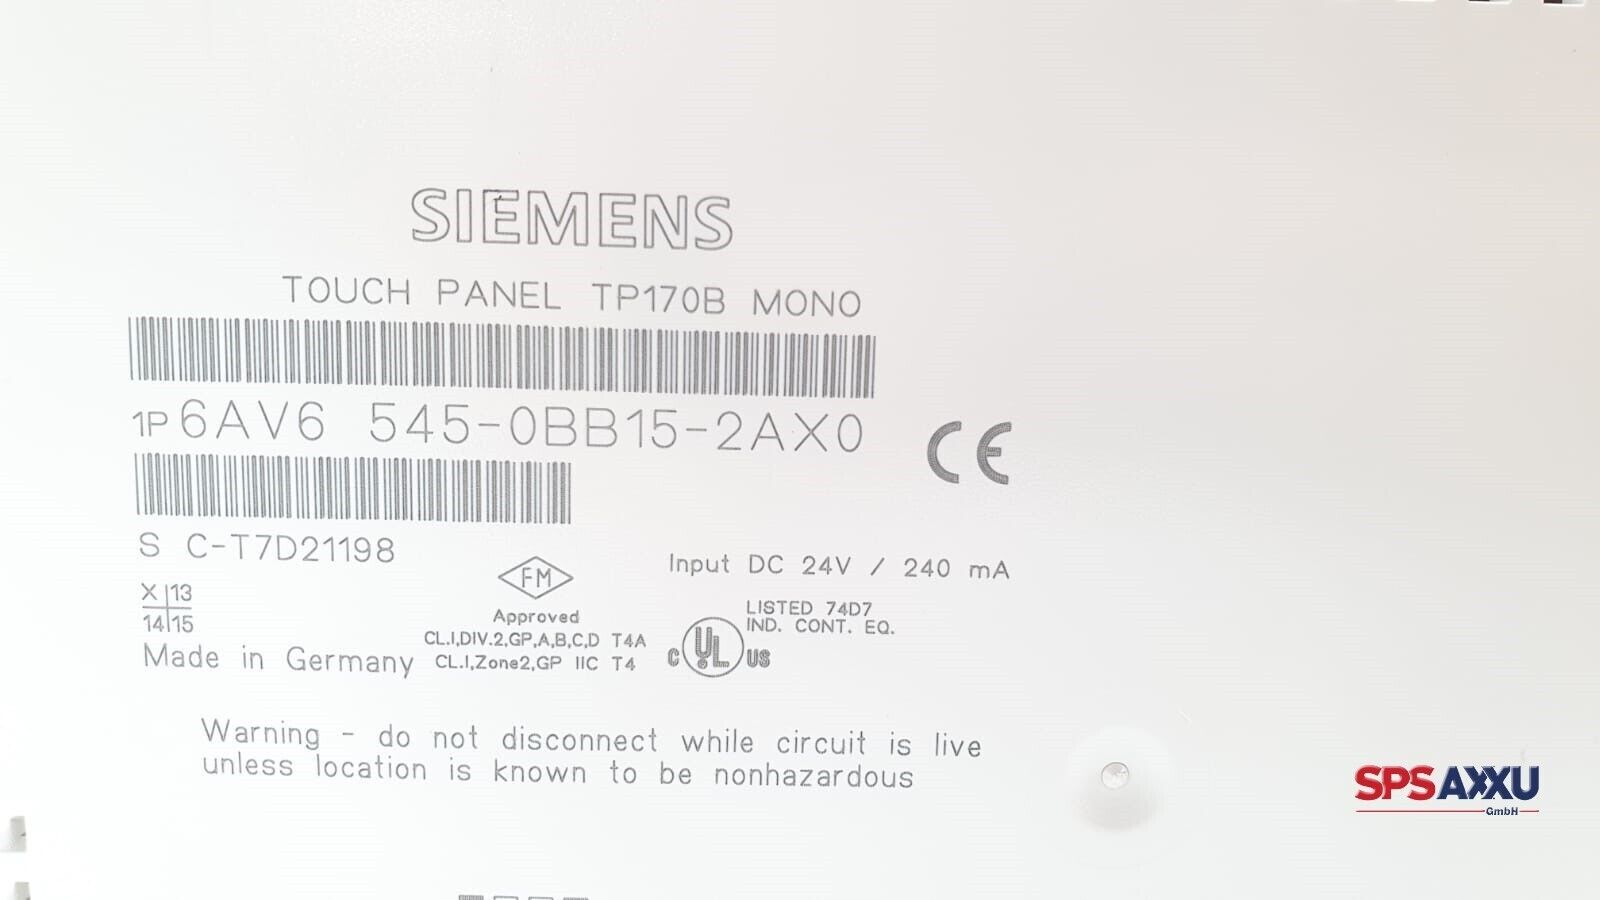 SIEMENS
TOUCH PANEL TP170B MONO
1P 6AV6 545-0BB15-2AX0
CE
S C-T7D21198
FM
Approved
CL.I,DIV.2,GP,A,B,C,D T4A
CL.I,Zone2,GP IIC T4
Input DC 24V / 240 mA
LISTED 74D7
IND. CONT. EQ.
C UL US
X 13
14 15
Made in Germany
Warning - do not disconnect while circuit is live
unless location is known to be nonhazardous
SPSAXXU
GmbH